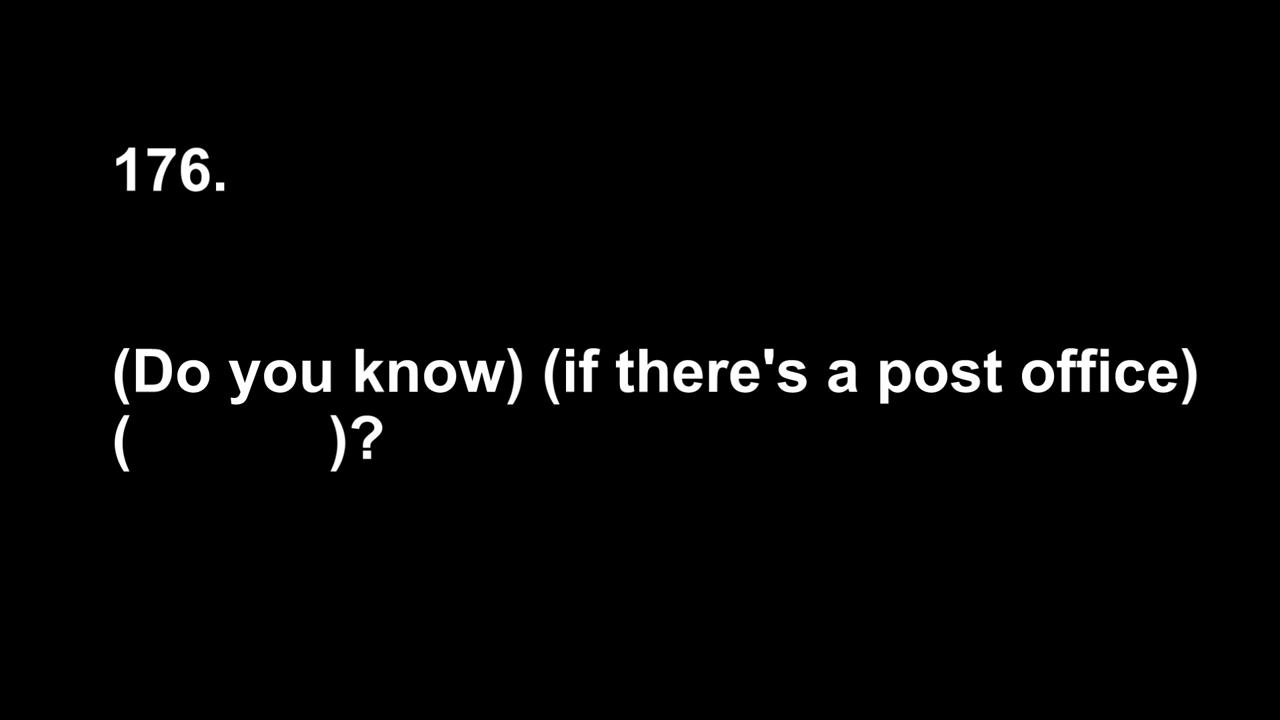 176.
(Do you know) (if there's a post office)
(            )?